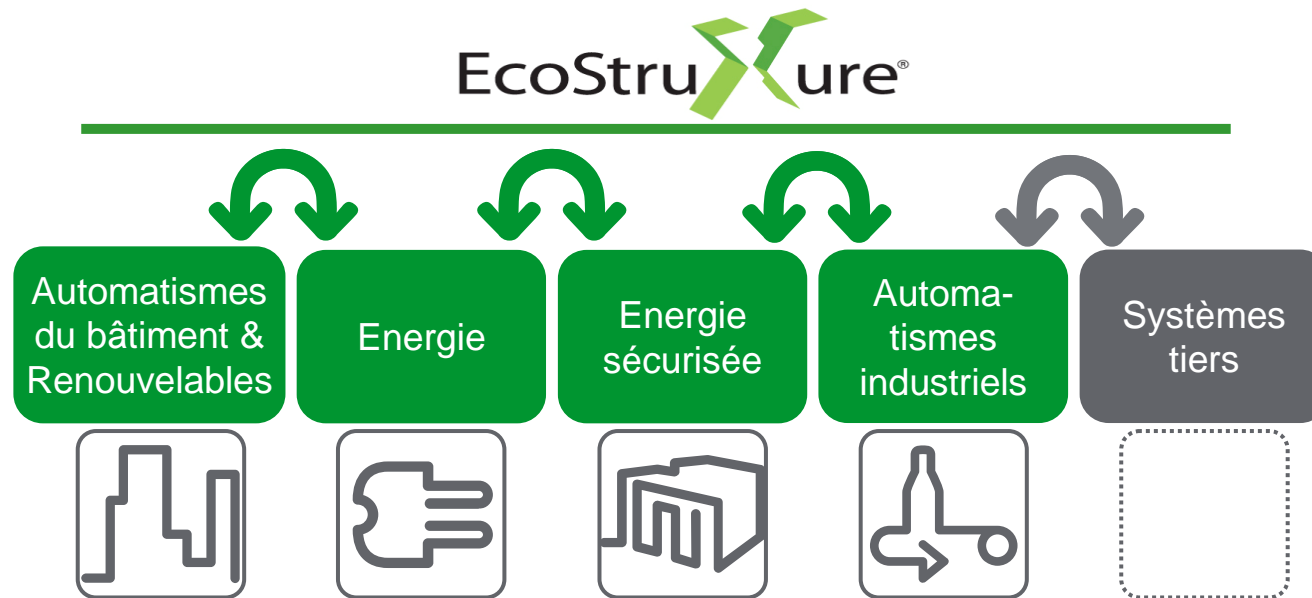 EcoStruXure®
Automatismes
du bâtiment &
Renouvelables
Energie
Energie
sécurisée
Automa-
tismes
industriels
Systèmes
tiers